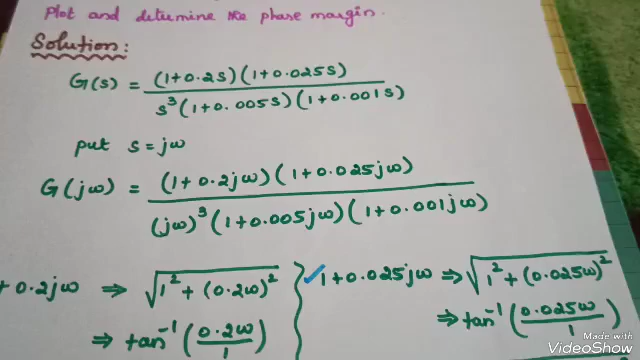 Plot and determine the phase margin.
Solution:
G(s) = (1+0.2s)(1+0.025s) / s³(1+0.005s)(1+0.001s)
put s=jω
G(jω) = (1+0.2jω)(1+0.025jω) / (jω)³(1+0.005jω)(1+0.001jω)
+0.2jω ⇒ √1²+(0.2ω)²
⇒ tan⁻¹(0.2ω/1)
✓1+0.025jω ⇒ √1²+(0.025ω)²
⇒ tan⁻¹(0.025ω/1)
Made with
VideoShow